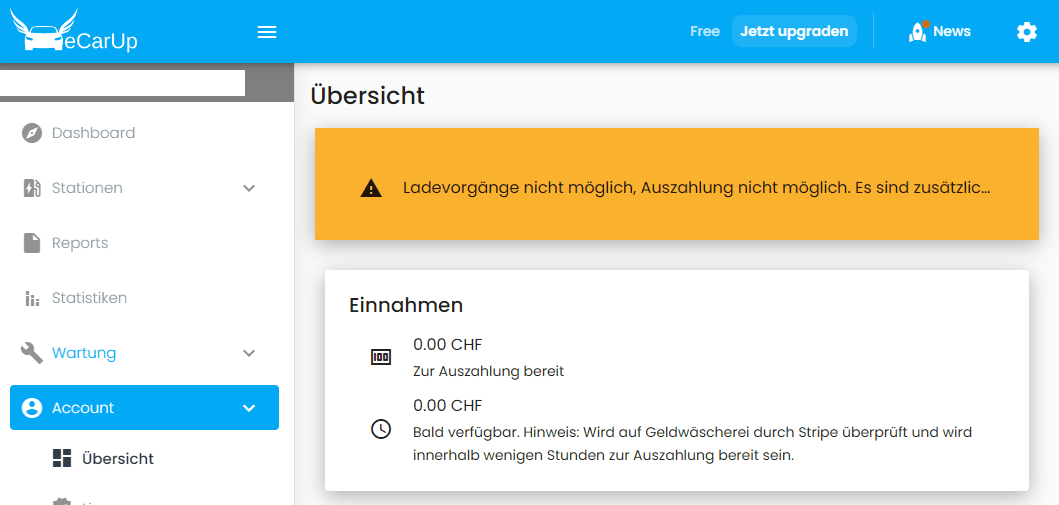 eCarUp
Free
Jetzt upgraden
News
Übersicht
Dashboard
Stationen
Reports
Statistiken
Wartung
Account
Übersicht
Ladevorgänge nicht möglich, Auszahlung nicht möglich. Es sind zusätzlic...
Einnahmen
0.00 CHF
Zur Auszahlung bereit
0.00 CHF
Bald verfügbar. Hinweis: Wird auf Geldwäscherei durch Stripe überprüft und wird
innerhalb wenigen Stunden zur Auszahlung bereit sein.